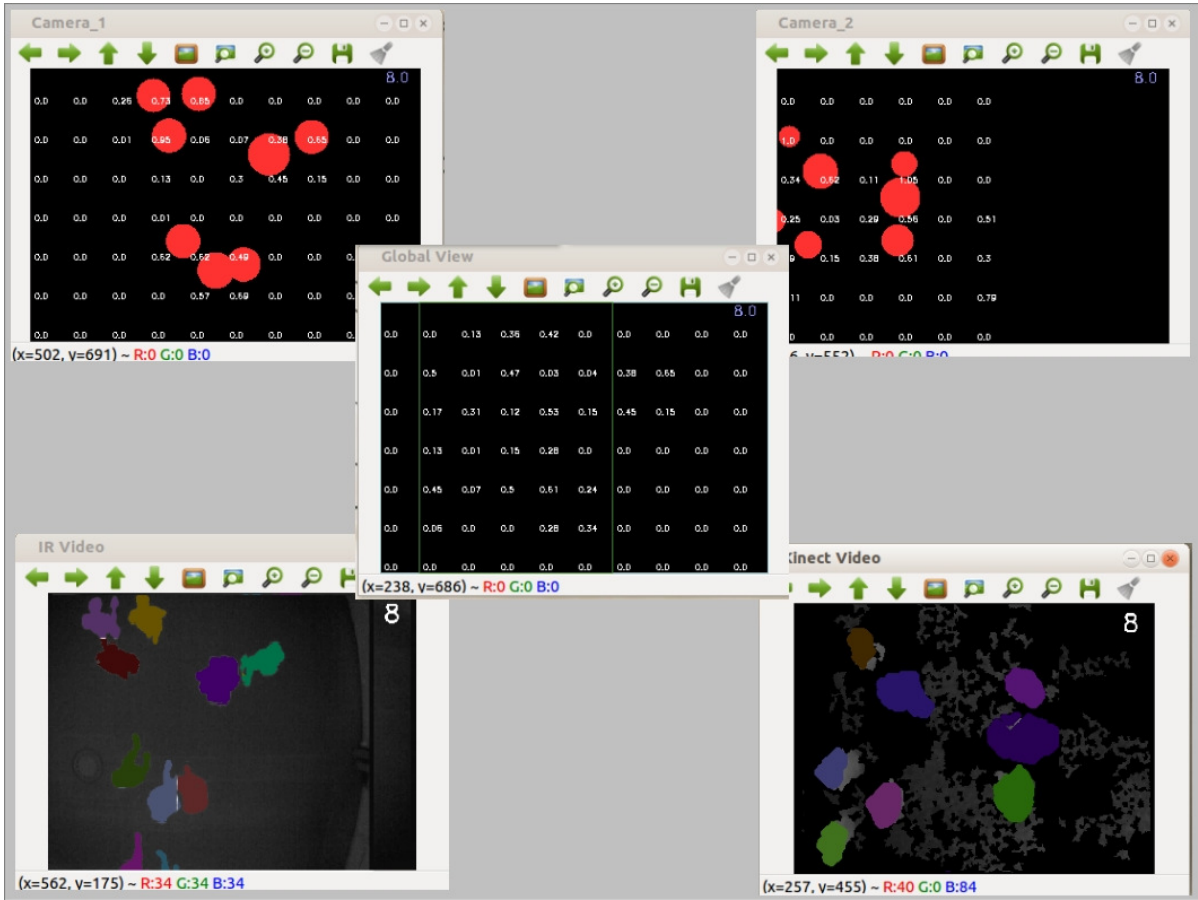 Camera_1
8.0
0.0 0.0 0.26 0.73 0.85 0.0 0.0 0.0 0.0 0.0
0.0 0.0 0.01 0.95 0.06 0.07 0.38 0.65 0.0 0.0
0.0 0.0 0.0 0.13 0.0 0.3 0.45 0.15 0.0 0.0
0.0 0.0 0.0 0.01 0.0 0.0 0.0 0.0 0.0 0.0
0.0 0.0 0.0 0.62 0.62 0.49 0.0 0.0
0.0 0.0 0.0 0.0 0.57 0.69 0.0 0.0
0.0 0.0 0.0 0.0 0.0 0.0 0.0 0.0
(x=502, y=691) ~ R:0 G:0 B:0
Camera_2
8.0
0.0 0.0 0.0 0.0 0.0 0.0
1.0 0.0 0.0 0.0 0.0 0.0
0.34 0.62 0.11 1.05 0.0 0.0
0.25 0.03 0.29 0.56 0.0 0.51
0.15 0.38 0.61 0.0 0.3
11 0.0 0.0 0.0 0.0 0.79
0.0 0.0 0.0 0.0 0.0
6, y=552) ~ R:0 G:0 B:0
Global View
8.0
0.0 0.0 0.13 0.36 0.42 0.0 0.0 0.0 0.0 0.0
0.0 0.5 0.01 0.47 0.03 0.04 0.38 0.65 0.0 0.0
0.0 0.17 0.31 0.12 0.53 0.15 0.45 0.15 0.0 0.0
0.0 0.13 0.01 0.15 0.28 0.0 0.0 0.0 0.0 0.0
0.0 0.45 0.07 0.5 0.61 0.24 0.0 0.0 0.0 0.0
0.0 0.06 0.0 0.0 0.28 0.34 0.0 0.0 0.0 0.0
0.0 0.0 0.0 0.0 0.0 0.0 0.0 0.0 0.0 0.0
(x=238, y=686) ~ R:0 G:0 B:0
IR Video
8
(x=562, y=175) ~ R:34 G:34 B:34
Kinect Video
8
(x=257, y=455) ~ R:40 G:0 B:84